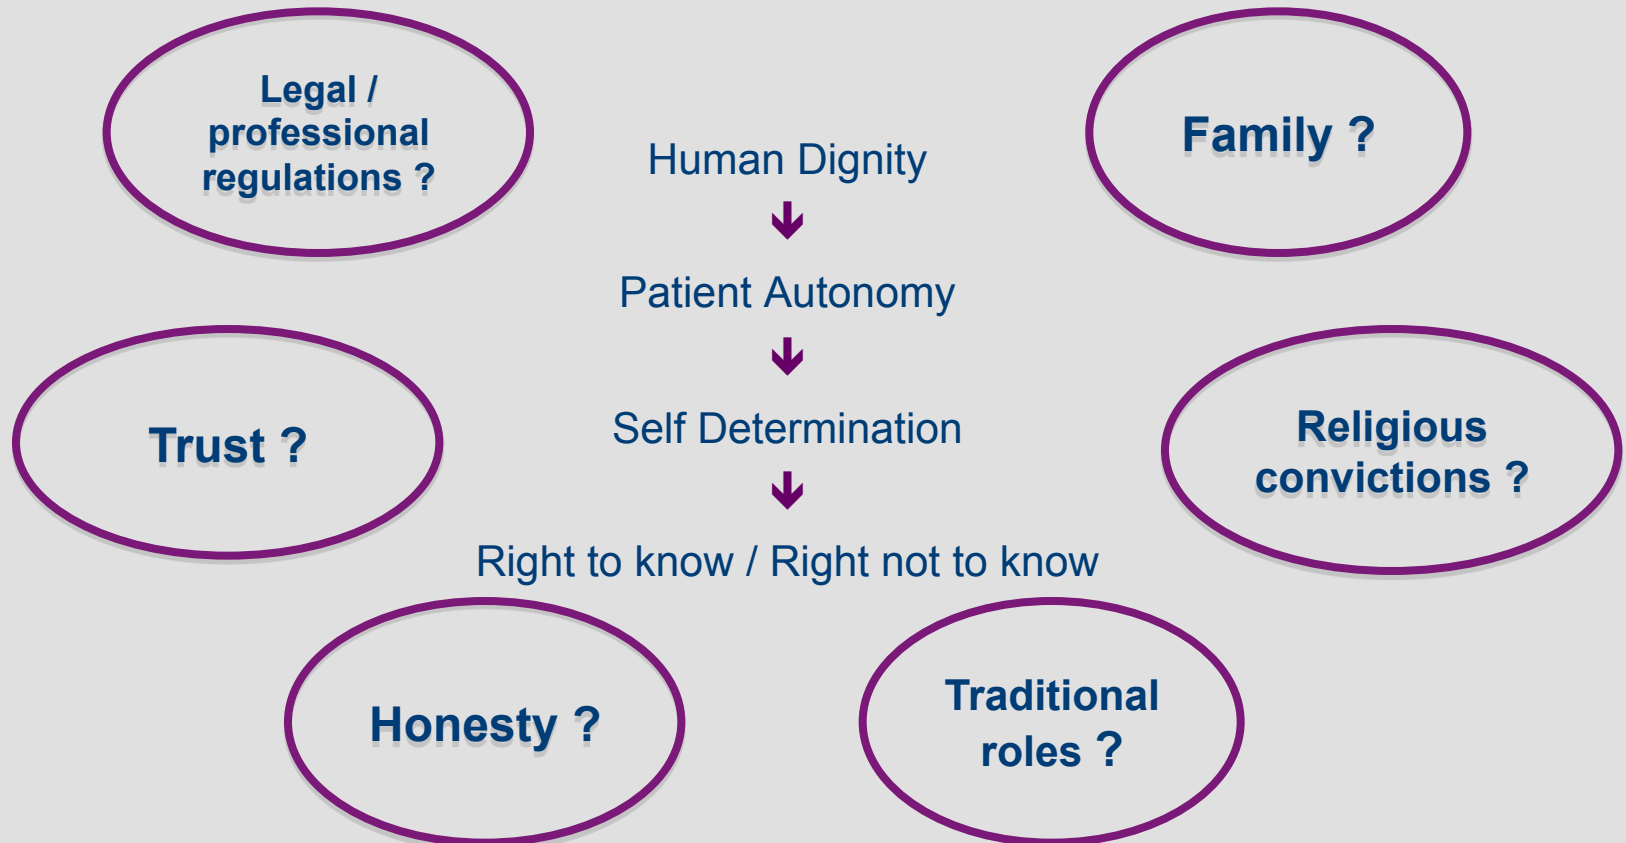 Legal /
professional
regulations ?
Family ?
Human Dignity
🡫
Patient Autonomy
🡫
Self Determination
🡫
Right to know / Right not to know
Trust ?
Religious
convictions ?
Honesty ?
Traditional
roles ?